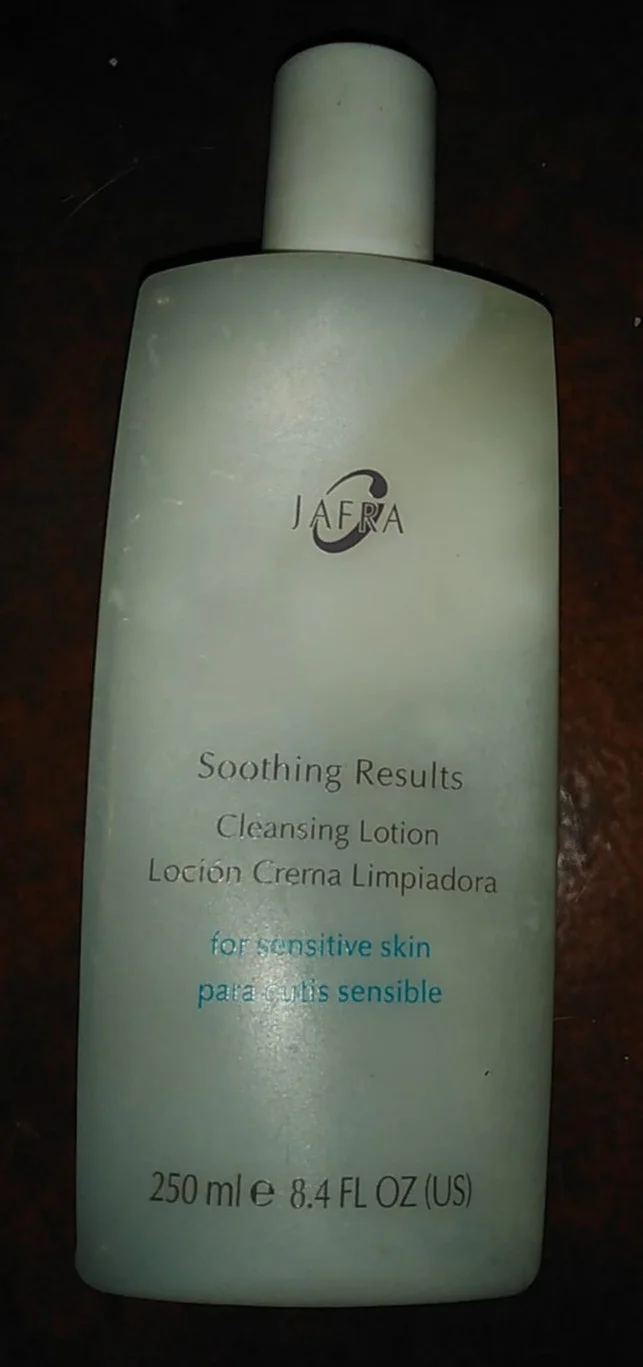 JAFRA
Soothing Results
Cleansing Lotion
Loción Crema Limpiadora
for sensitive skin
para cutis sensible
250 ml e 8.4 FL OZ (US)